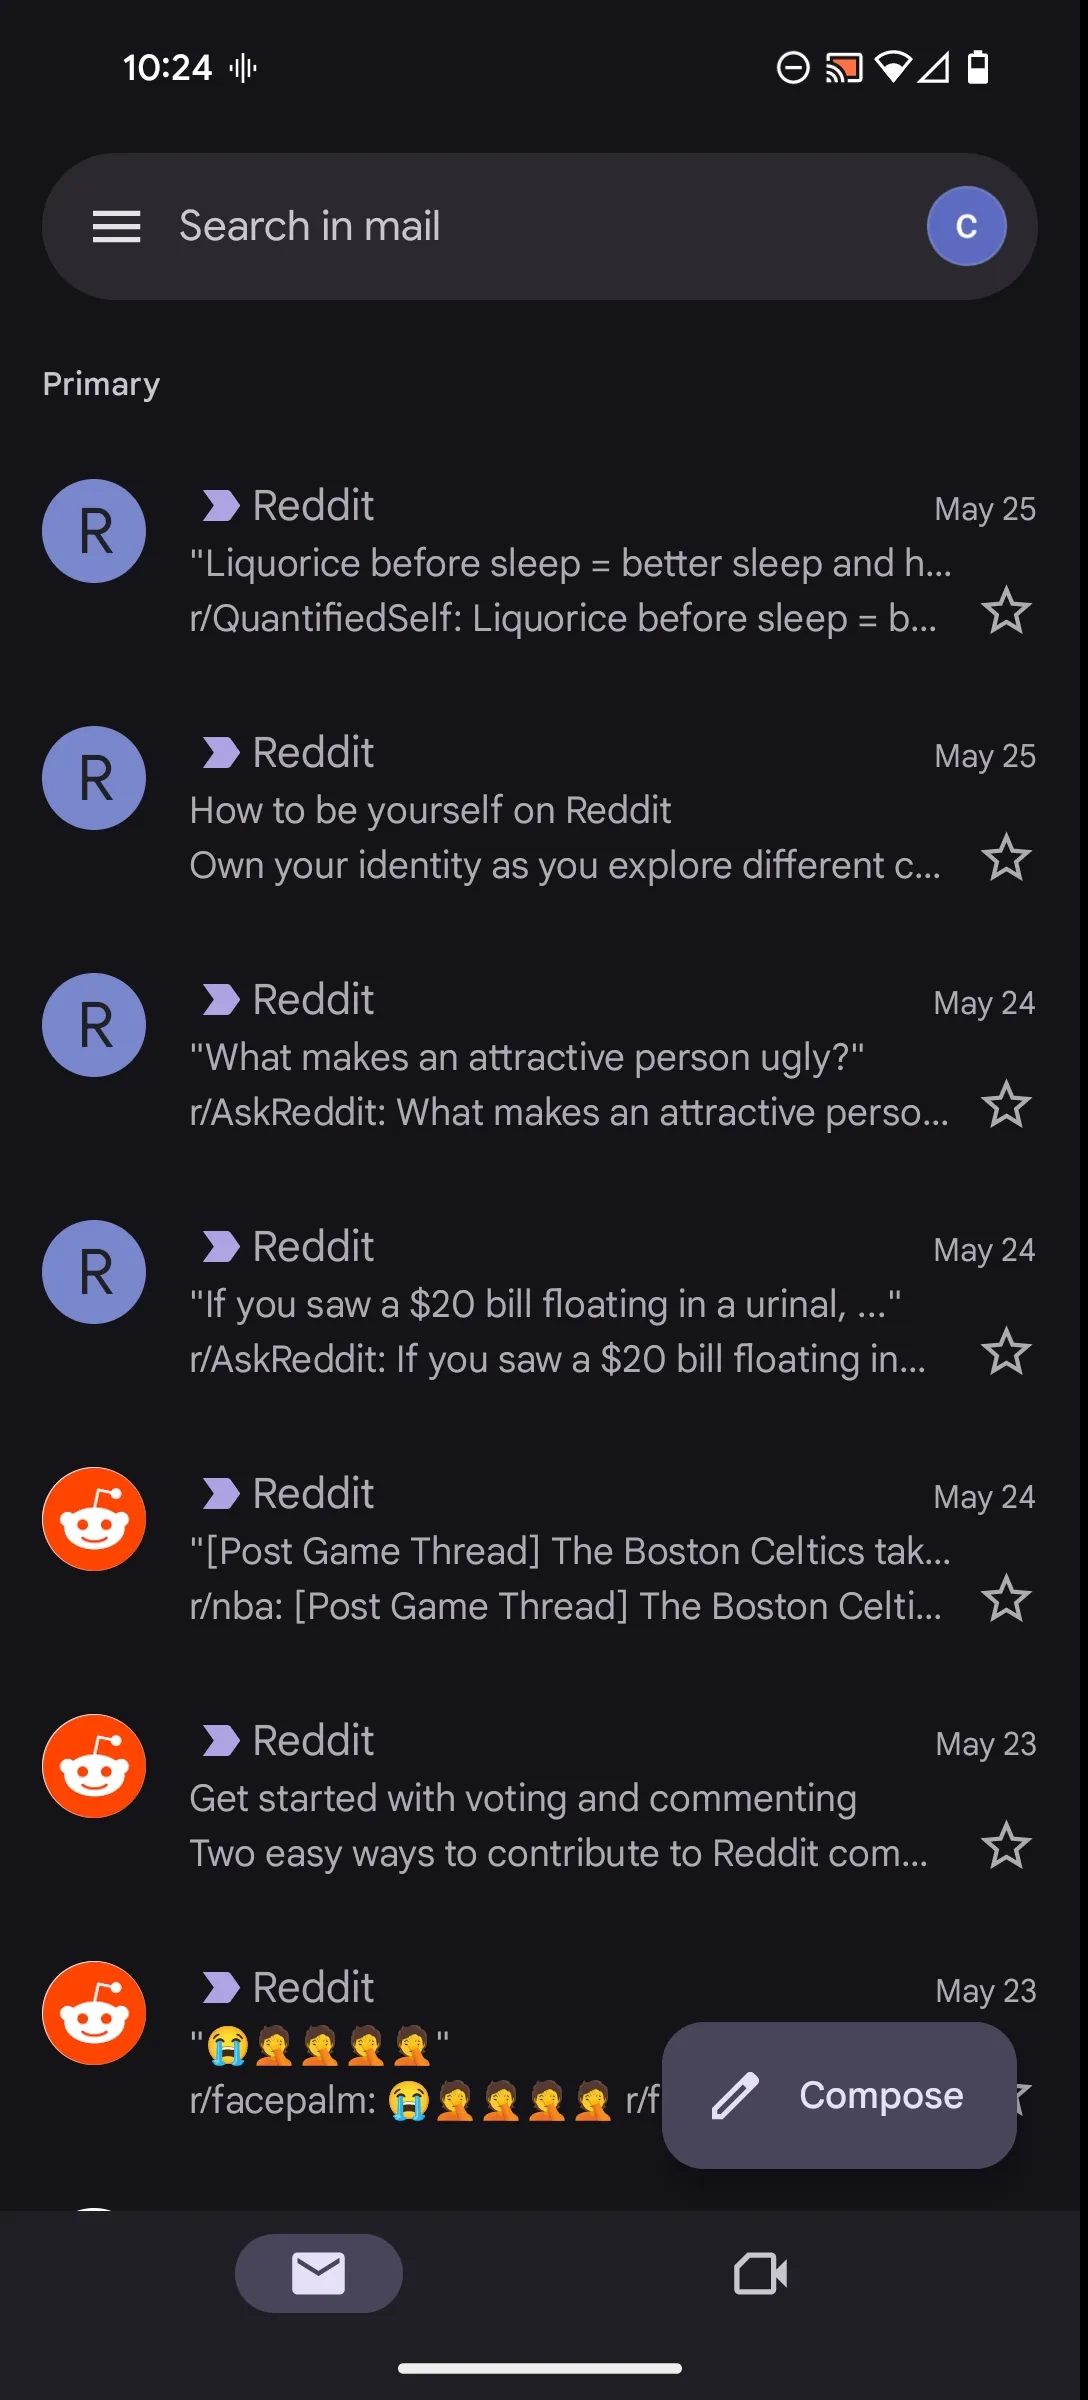 10:24
Search in mail
C
Primary
R
Reddit
May 25
"Liquorice before sleep = better sleep and h...
r/QuantifiedSelf: Liquorice before sleep = b...
R
Reddit
May 25
How to be yourself on Reddit
Own your identity as you explore different c...
R
Reddit
May 24
"What makes an attractive person ugly?"
r/AskReddit: What makes an attractive perso...
R
Reddit
May 24
"If you saw a $20 bill floating in a urinal, ..."
r/AskReddit: If you saw a $20 bill floating in...
Reddit
May 24
"[Post Game Thread] The Boston Celtics tak...
r/nba: [Post Game Thread] The Boston Celti...
Reddit
May 23
Get started with voting and commenting
Two easy ways to contribute to Reddit com...
Reddit
May 23
"😭🤦🤦🤦🤦"
r/facepalm: 😭🤦🤦🤦🤦 r/f
Compose